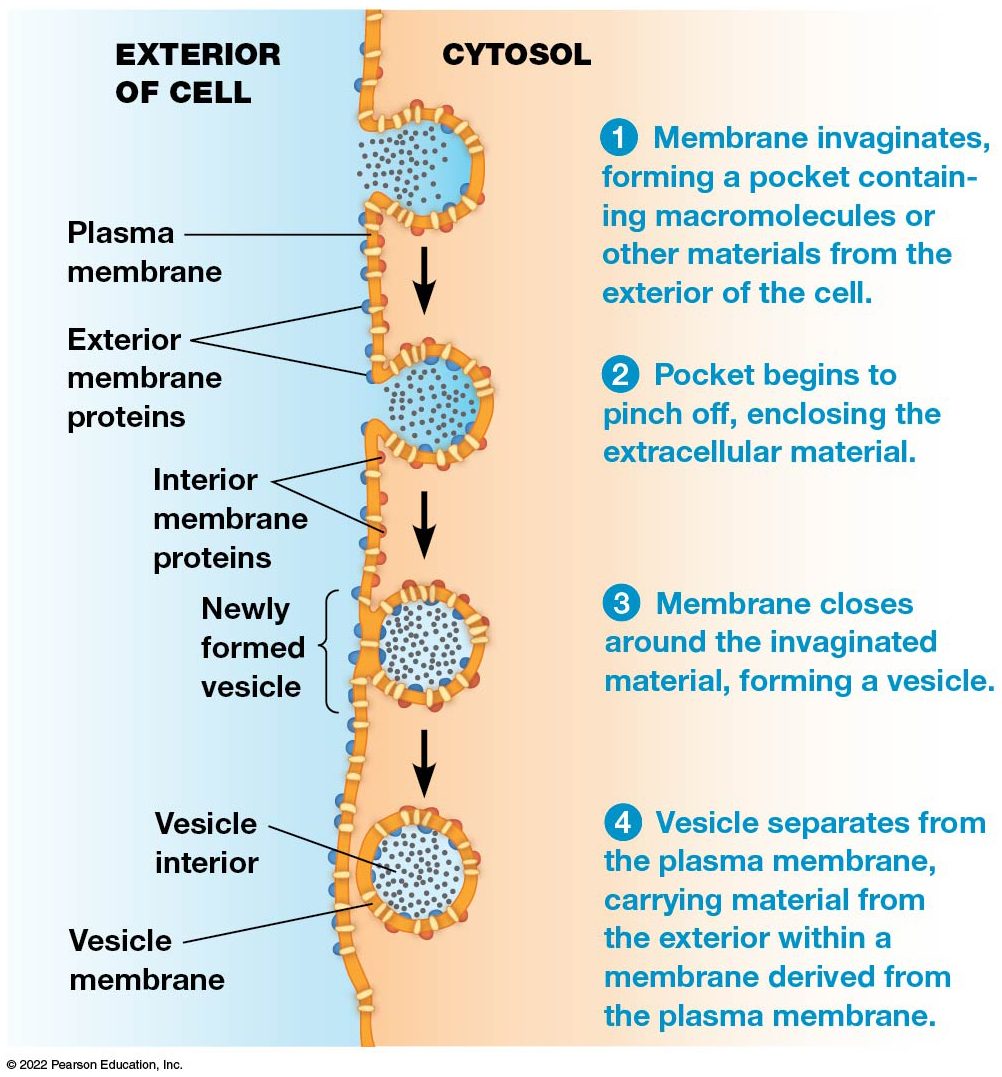 EXTERIOR
OF CELL
CYTOSOL
1 Membrane invaginates,
forming a pocket contain-
ing macromolecules or
other materials from the
exterior of the cell.
Plasma
membrane
Exterior
membrane
proteins
2 Pocket begins to
pinch off, enclosing the
extracellular material.
Interior
membrane
proteins
Newly
formed
vesicle
3 Membrane closes
around the invaginated
material, forming a vesicle.
Vesicle
interior
4 Vesicle separates from
the plasma membrane,
carrying material from
the exterior within a
membrane derived from
the plasma membrane.
Vesicle
membrane
© 2022 Pearson Education, Inc.